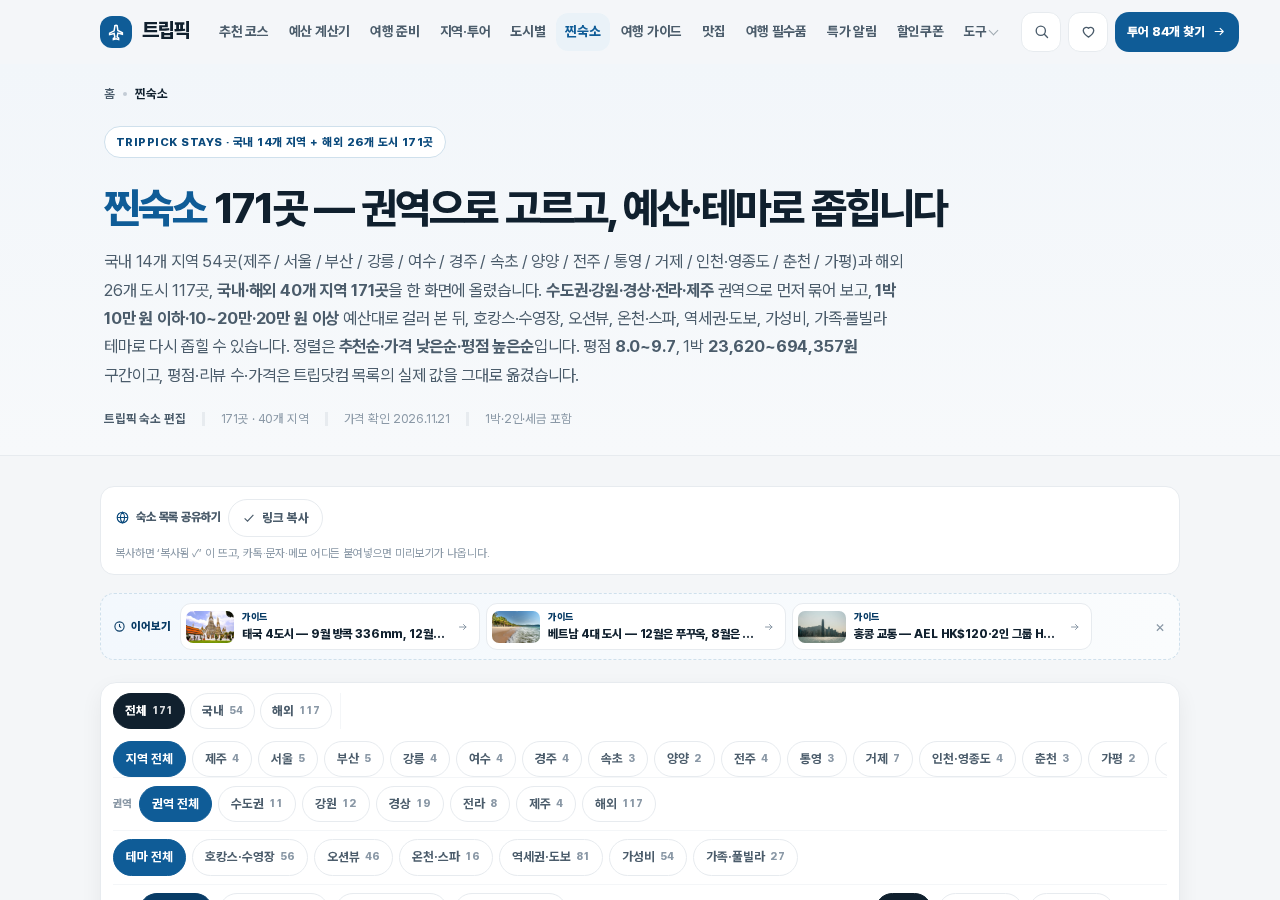 트립픽
추천 코스 예산 계산기 여행 준비 지역·투어 도시별 찐숙소 여행 가이드 맛집 여행 필수품 특가 알림 할인쿠폰 도구
투어 84개 찾기 →
홈 • 찐숙소
TRIPPICK STAYS · 국내 14개 지역 + 해외 26개 도시 171곳
찐숙소 171곳 — 권역으로 고르고, 예산·테마로 좁힙니다
국내 14개 지역 54곳(제주 / 서울 / 부산 / 강릉 / 여수 / 경주 / 속초 / 양양 / 전주 / 통영 / 거제 / 인천·영종도 / 춘천 / 가평)과 해외
26개 도시 117곳, 국내·해외 40개 지역 171곳을 한 화면에 올렸습니다. 수도권·강원·경상·전라·제주 권역으로 먼저 묶어 보고, 1박
10만 원 이하·10~20만·20만 원 이상 예산대로 걸러 본 뒤, 호캉스·수영장, 오션뷰, 온천·스파, 역세권·도보, 가성비, 가족·풀빌라
테마로 다시 좁힐 수 있습니다. 정렬은 추천순·가격 낮은순·평점 높은순입니다. 평점 8.0~9.7, 1박 23,620~694,357원
구간이고, 평점·리뷰 수·가격은 트립닷컴 목록의 실제 값을 그대로 옮겼습니다.
트립픽 숙소 편집 171곳 · 40개 지역 가격 확인 2026.11.21 1박·2인·세금 포함
숙소 목록 공유하기 링크 복사
복사하면 ‘복사됨 ✓’ 이 뜨고, 카톡·문자·메모 어디든 붙여넣으면 미리보기가 나옵니다.
이어보기
가이드
태국 4도시 — 9월 방콕 336mm, 12월... →
가이드
베트남 4대 도시 — 12월은 푸꾸옥, 8월은 ... →
가이드
홍콩 교통 — AEL HK$120·2인 그룹 H... →
전체 171 국내 54 해외 117
지역 전체 제주 4 서울 5 부산 5 강릉 4 여수 4 경주 4 속초 3 양양 2 전주 4 통영 3 거제 7 인천·영종도 4 춘천 3 가평 2
권역 권역 전체 수도권 11 강원 12 경상 19 전라 8 제주 4 해외 117
테마 전체 호캉스·수영장 56 오션뷰 46 온천·스파 16 역세권·도보 81 가성비 54 가족·풀빌라 27